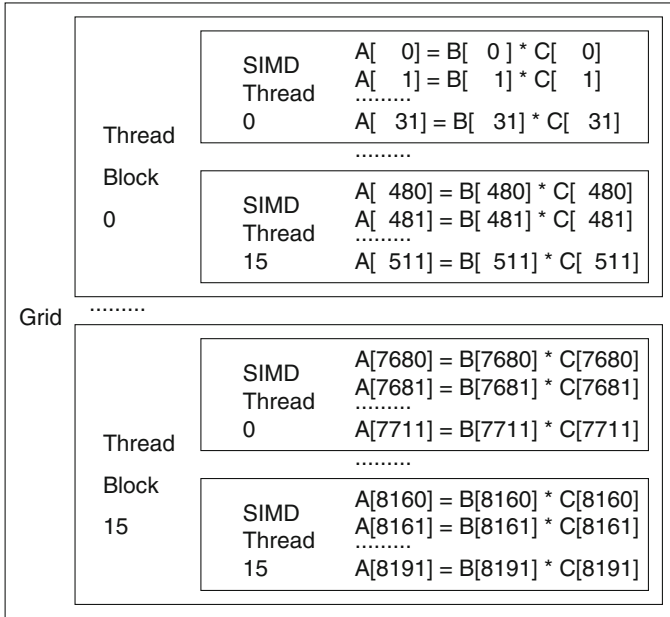 A[ 0] = B[ 0 ] * C[ 0]
SIMD A[ 1] = B[ 1] * C[ 1]
Thread .........
0 A[ 31] = B[ 31] * C[ 31]
Thread
.........
Block
0
A[ 480] = B[ 480] * C[ 480]
SIMD A[ 481] = B[ 481] * C[ 481]
Thread .........
15 A[ 511] = B[ 511] * C[ 511]
.........
Grid
A[7680] = B[7680] * C[7680]
SIMD A[7681] = B[7681] * C[7681]
Thread .........
0 A[7711] = B[7711] * C[7711]
Thread
.........
Block
15
A[8160] = B[8160] * C[8160]
SIMD A[8161] = B[8161] * C[8161]
Thread .........
15 A[8191] = B[8191] * C[8191]